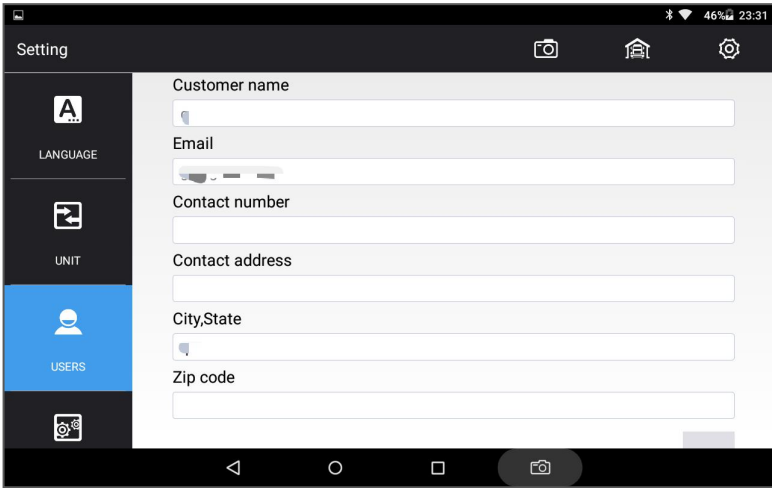 46% 23:31
Setting
Customer name
LANGUAGE
Email
Contact number
UNIT
Contact address
City,State
USERS
Zip code